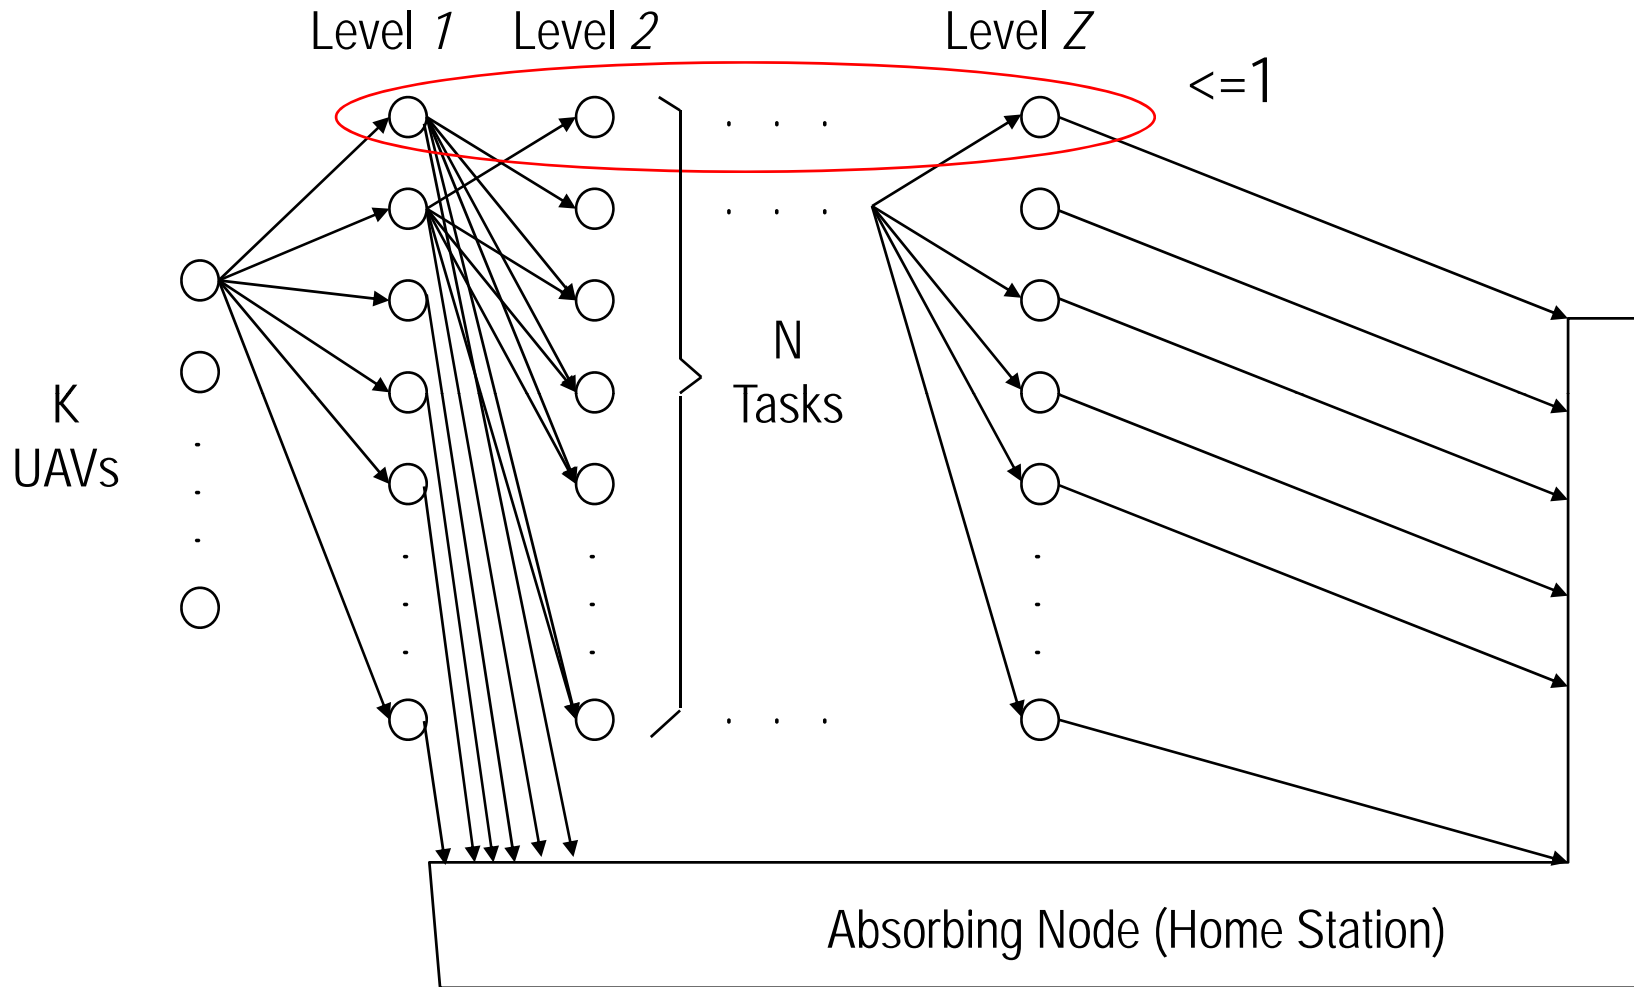 Level 1
Level 2
Level Z
<=1
. . .
. . .
N
Tasks
K
UAVs
. . .
Absorbing Node (Home Station)